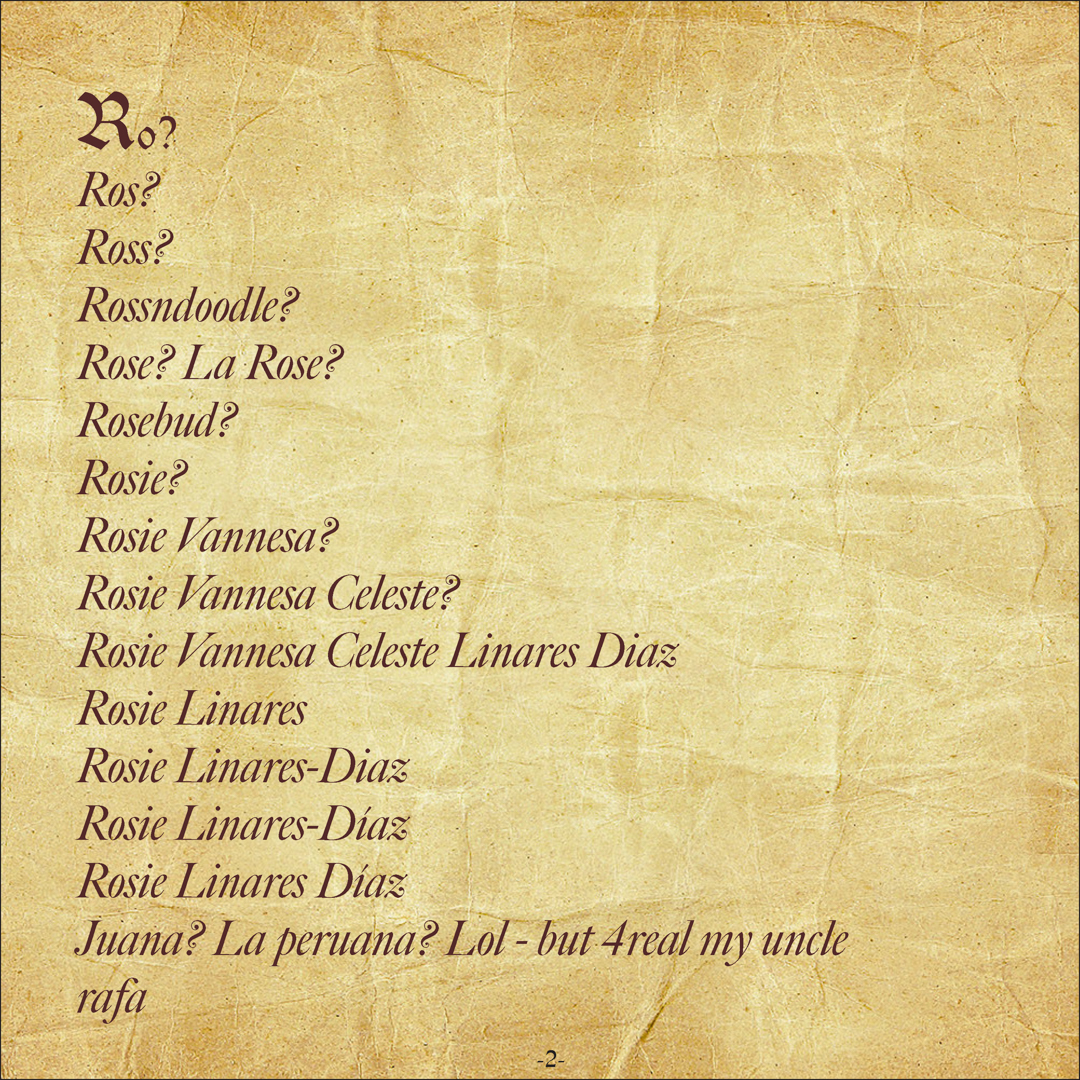 Ro?
Ros?
Ross?
Rossndoodle?
Rose? La Rose?
Rosebud?
Rosie?
Rosie Vannesa?
Rosie Vannesa Celeste?
Rosie Vannesa Celeste Linares Diaz
Rosie Linares
Rosie Linares-Diaz
Rosie Linares-Díaz
Rosie Linares Díaz
Juana? La peruana? Lol - but 4real my uncle
rafa
-2-